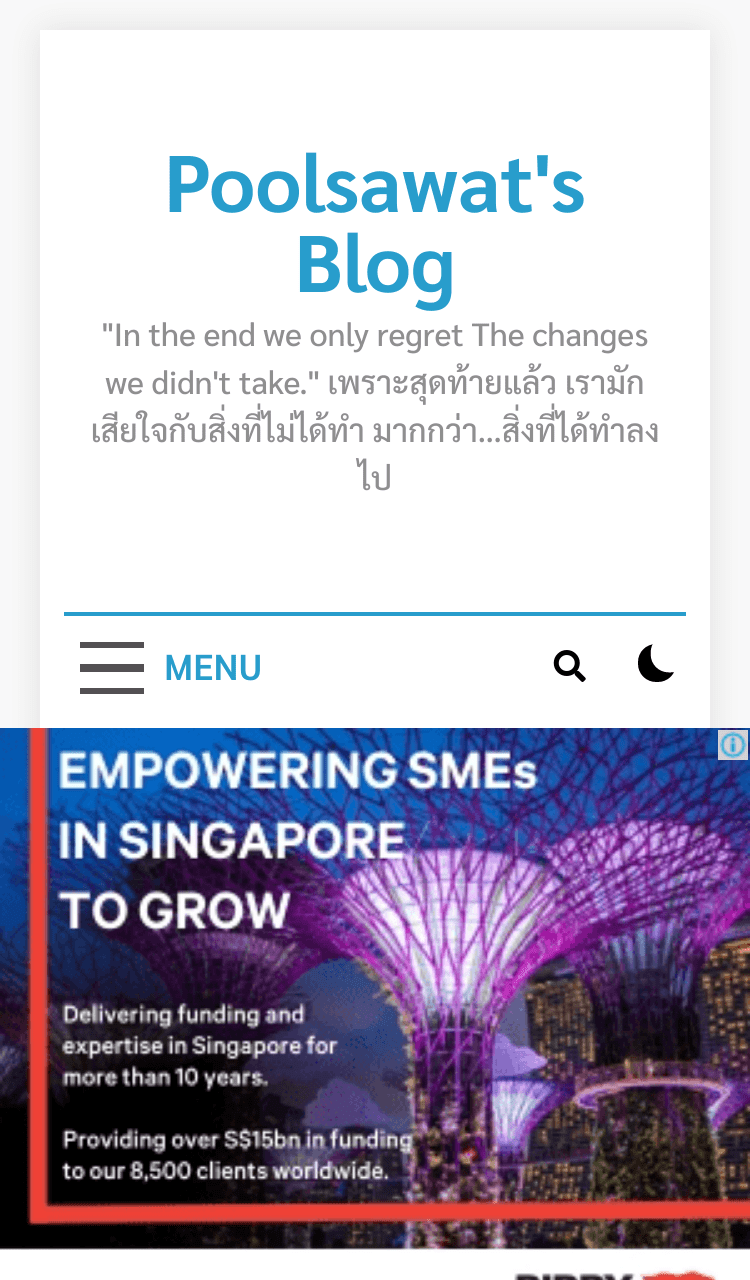 Poolsawat's
Blog
"In the end we only regret The changes
we didn't take." เพราะสุดท้ายแล้ว เรามัก
เสียใจกับสิ่งที่ไม่ได้ทำ มากกว่า...สิ่งที่ได้ทำลง
ไป
MENU
EMPOWERING SMEs
IN SINGAPORE
TO GROW
Delivering funding and
expertise in Singapore for
more than 10 years.
Providing over S$15bn in funding
to our 8,500 clients worldwide.